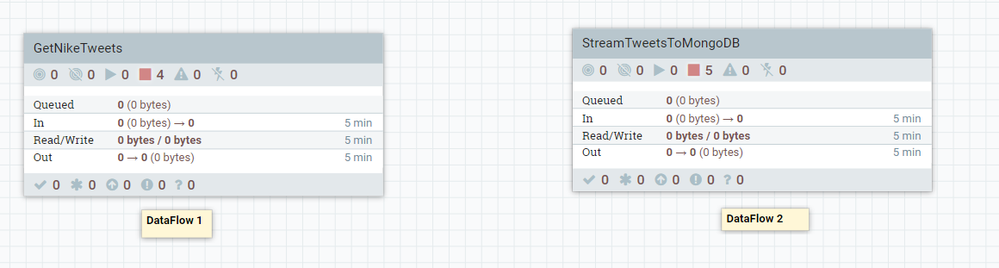 GetNikeTweets
0 0 0 4 0 0
Queued 0 (0 bytes)
In 0 (0 bytes) → 0 5 min
Read/Write 0 bytes / 0 bytes 5 min
Out 0 → 0 (0 bytes) 5 min
0 0 0 0 ? 0
DataFlow 1
StreamTweetsToMongoDB
0 0 0 5 0 0
Queued 0 (0 bytes)
In 0 (0 bytes) → 0 5 min
Read/Write 0 bytes / 0 bytes 5 min
Out 0 → 0 (0 bytes) 5 min
0 0 0 0 ? 0
DataFlow 2